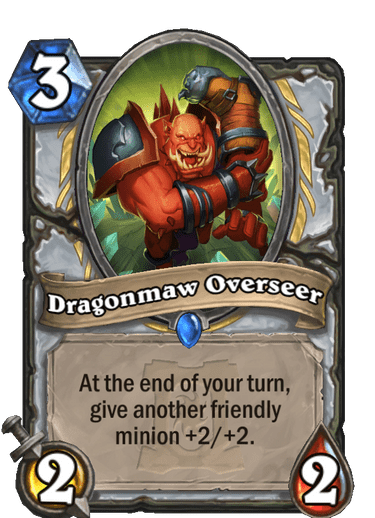 3
Dragonmaw Overseer
At the end of your turn,
give another friendly
minion +2/+2.
2 2